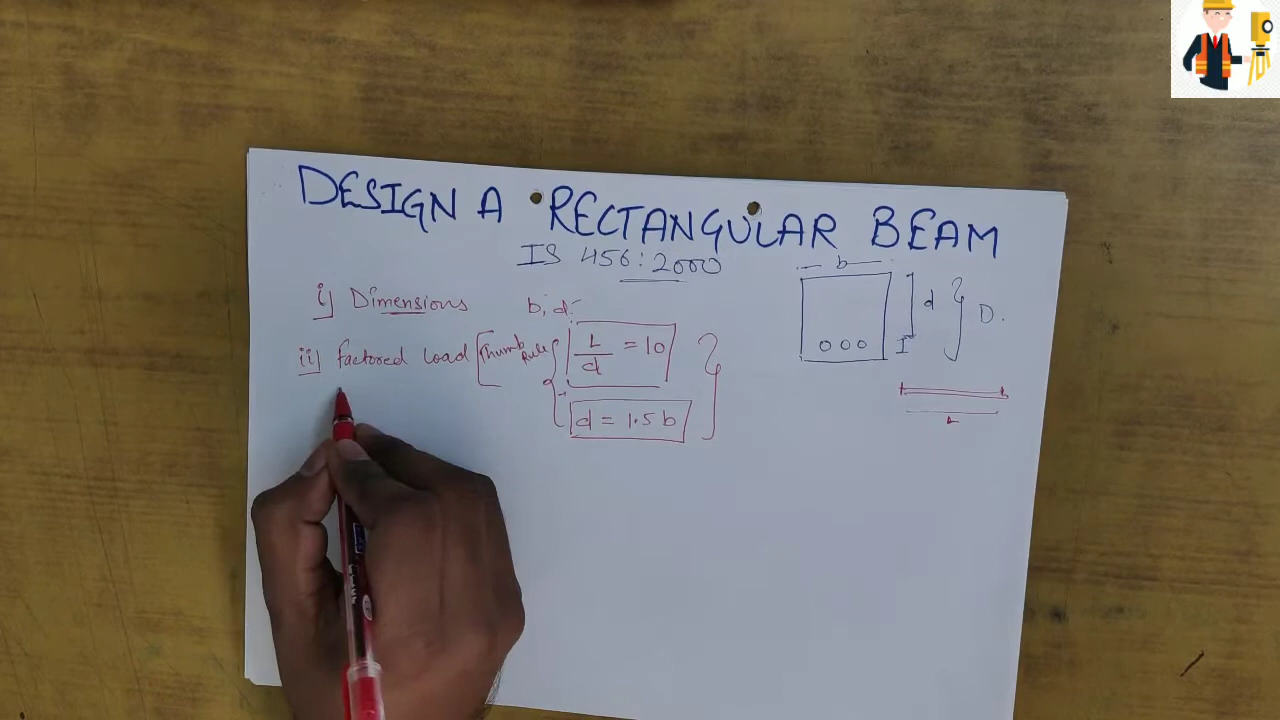 DESIGN A RECTANGULAR BEAM
IS 456:2000
i) Dimensions b, d:
ii) Factored Load [Thumb Rule
L/d = 10
d = 1.5 b
b
d
D.
L